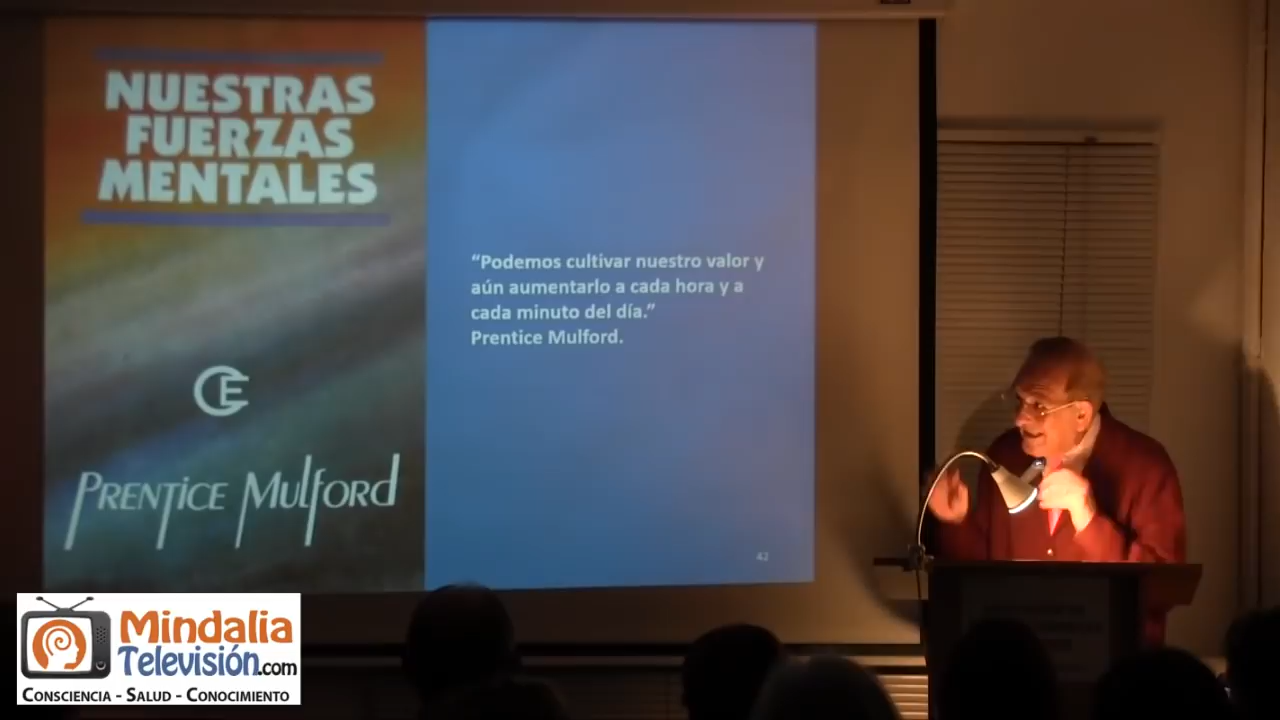 NUESTRAS
FUERZAS
MENTALES
CE
PRENTICE MULFORD
“Podemos cultivar nuestro valor y
aún aumentarlo a cada hora y a
cada minuto del día.”
Prentice Mulford.
42
Mindalia
Televisión.com
CONSCIENCIA - SALUD - CONOCIMIENTO